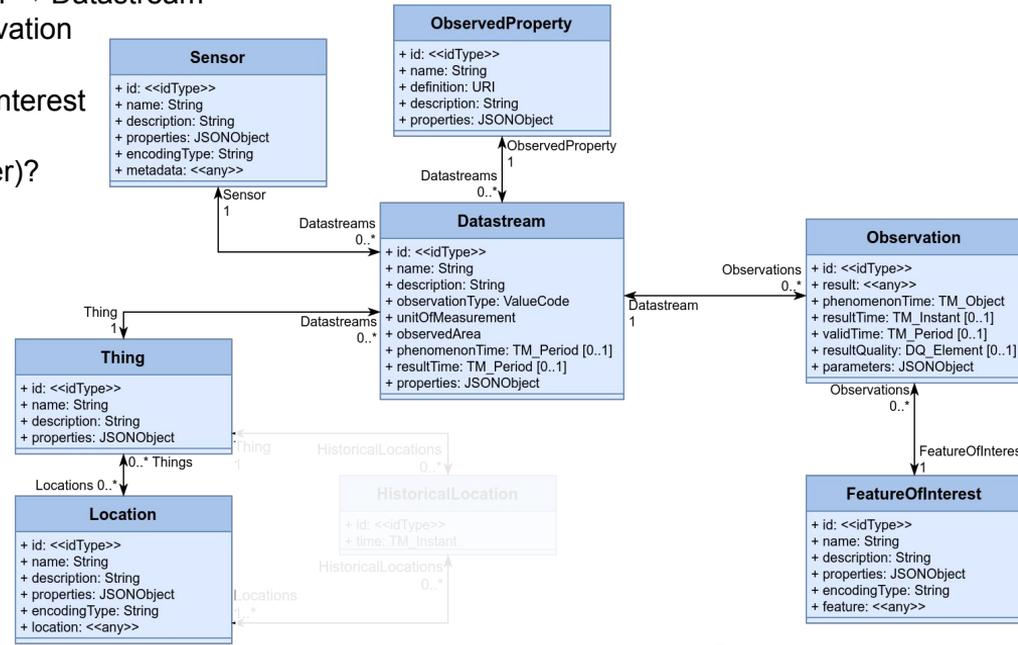 Datastream
vation
nterest
er)?
ObservedProperty
+ id: <<idType>>
+ name: String
+ definition: URI
+ description: String
+ properties: JSONObject
Sensor
+ id: <<idType>>
+ name: String
+ description: String
+ properties: JSONObject
+ encodingType: String
+ metadata: <<any>>
ObservedProperty
1
Datastreams
0..*
Sensor
1
Datastreams
0..*
Datastream
+ id: <<idType>>
+ name: String
+ description: String
+ observationType: ValueCode
+ unitOfMeasurement
+ observedArea
+ phenomenonTime: TM_Period [0..1]
+ resultTime: TM_Period [0..1]
+ properties: JSONObject
Observations
0..*
Datastream
1
Observation
+ id: <<idType>>
+ result: <<any>>
+ phenomenonTime: TM_Object
+ resultTime: TM_Instant [0..1]
+ validTime: TM_Period [0..1]
+ resultQuality: DQ_Element [0..1]
+ parameters: JSONObject
Thing
1
Datastreams
0..*
Thing
+ id: <<idType>>
+ name: String
+ description: String
+ properties: JSONObject
Observations
0..*
FeatureOfInteres
1
Thing
1
HistoricalLocations
0..*
0..* Things
Locations 0..*
HistoricalLocation
+ id: <<idType>>
+ time: TM_Instant
HistoricalLocations
0..*
Locations
1..*
Location
+ id: <<idType>>
+ name: String
+ description: String
+ properties: JSONObject
+ encodingType: String
+ location: <<any>>
FeatureOfInterest
+ id: <<idType>>
+ name: String
+ description: String
+ properties: JSONObject
+ encodingType: String
+ feature: <<any>>